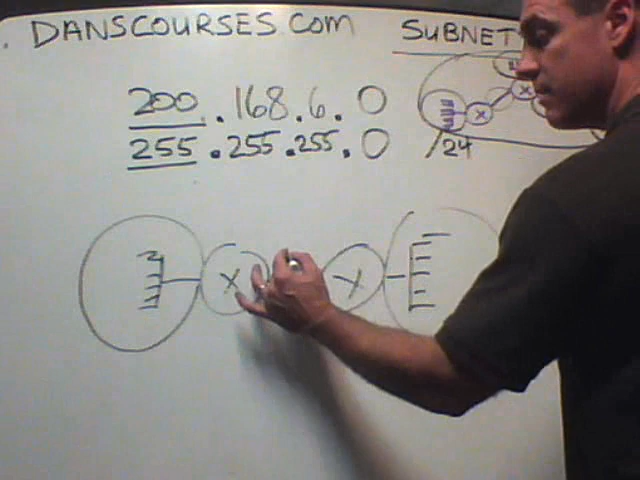 DANSCOURSES.COM
SUBNET
200.168.6.0
255.255.255.0
/24
X X
X X